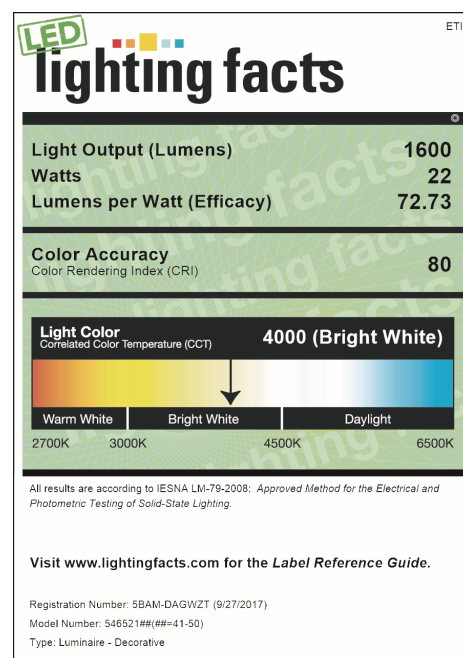 ETI
LED
lighting facts
Light Output (Lumens) 1600
Watts 22
Lumens per Watt (Efficacy) 72.73
Color Accuracy
Color Rendering Index (CRI) 80
Light Color
Correlated Color Temperature (CCT) 4000 (Bright White)
Warm White Bright White Daylight
2700K 3000K 4500K 6500K
All results are according to IESNA LM-79-2008: Approved Method for the Electrical and
Photometric Testing of Solid-State Lighting.
Visit www.lightingfacts.com for the Label Reference Guide.
Registration Number: 5BAM-DAGWZT (9/27/2017)
Model Number: 546521##(##=41-50)
Type: Luminaire - Decorative